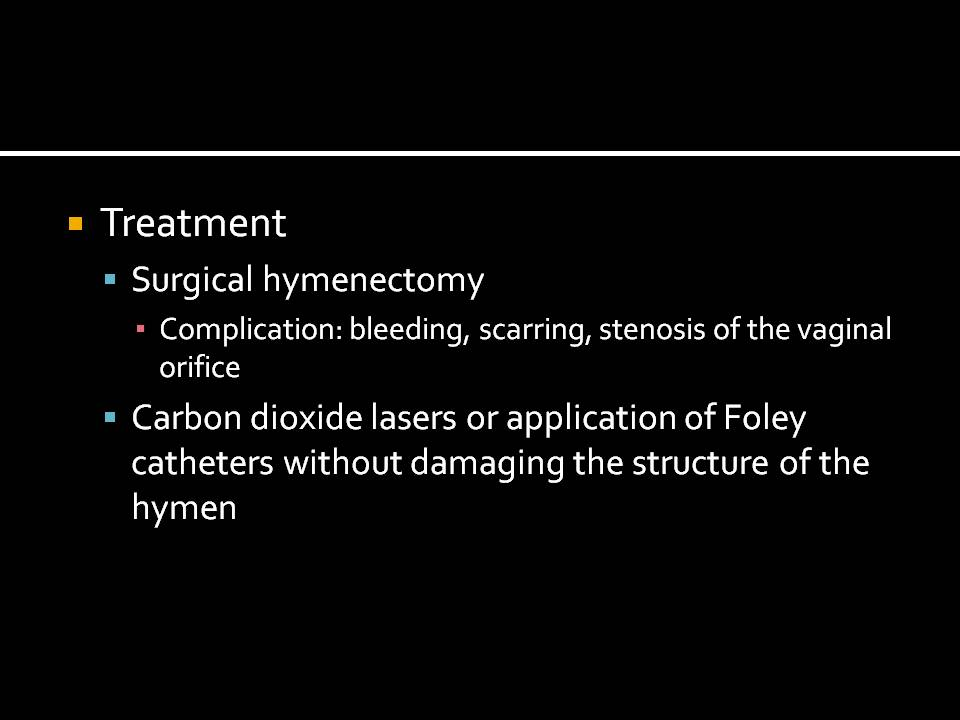 Treatment
Surgical hymenectomy
Complication: bleeding, scarring, stenosis of the vaginal
orifice
Carbon dioxide lasers or application of Foley
catheters without damaging the structure of the
hymen